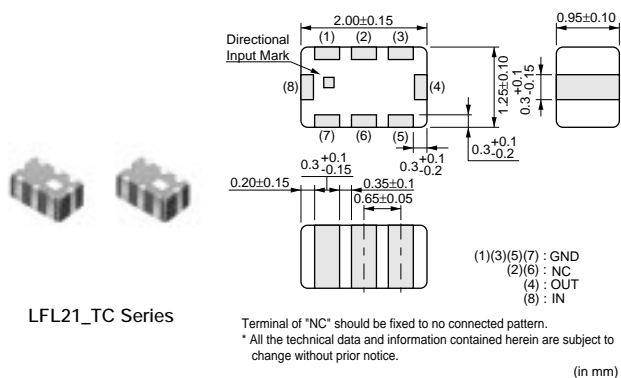 2.00±0.15
0.95±0.10
(1) (2) (3)
Directional
Input Mark
(8)
(4)
1.25±0.10
0.3 +0.1 -0.15
(7) (6) (5)
0.3 +0.1 -0.2
0.3 +0.1 -0.2
0.3 +0.1 -0.15
0.20±0.15
0.35±0.1
0.65±0.05
(1)(3)(5)(7) : GND
(2)(6) : NC
(4) : OUT
(8) : IN
LFL21_TC Series
Terminal of "NC" should be fixed to no connected pattern.
* All the technical data and information contained herein are subject to
change without prior notice.
(in mm)